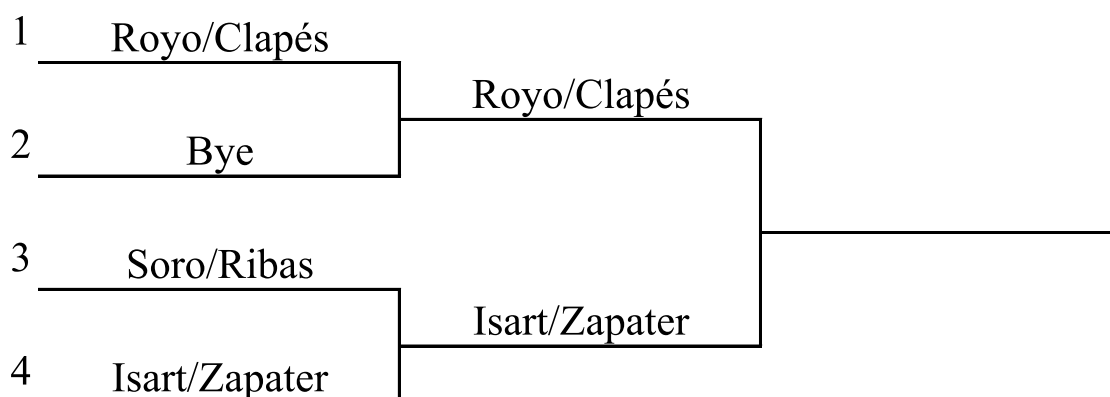 1 Royo/Clapés
Royo/Clapés
2 Bye
3 Soro/Ribas
Isart/Zapater
4 Isart/Zapater